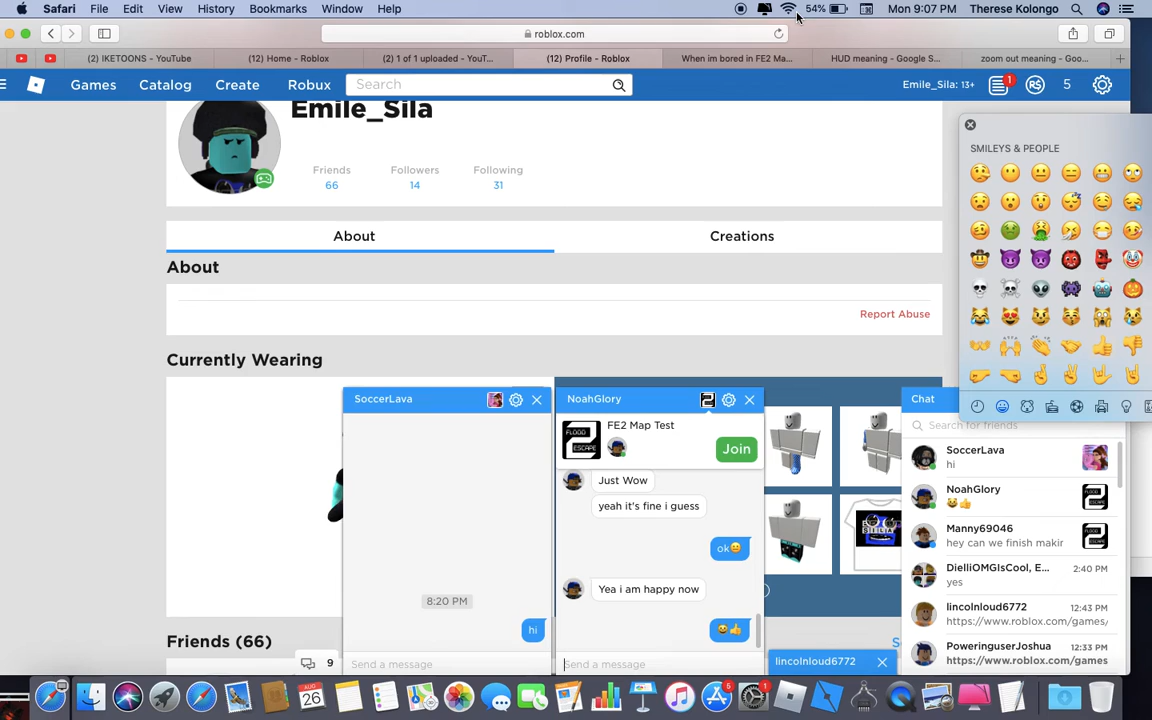 Safari File Edit View History Bookmarks Window Help 54% Mon 9:07 PM Therese Kolongo
roblox.com
(2) IKETOONS - YouTube (12) Home - Roblox (2) 1 of 1 uploaded - YouT... (12) Profile - Roblox When im bored in FE2 Ma... HUD meaning - Google S... zoom out meaning - Goo...
Games Catalog Create Robux Search Emile_Sila: 13+ 1 R$ 5
Emile_Sila
Friends Followers Following
66 14 31
SMILEYS & PEOPLE
About Creations
About
Report Abuse
Currently Wearing
SoccerLava
8:20 PM
hi
Send a message
NoahGlory
FE2 Map Test
FLOOD 2 ESCAPE
Join
Just Wow
yeah it's fine i guess
ok😐
Yea i am happy now
😆👍
Send a message
Chat
Search for friends
SoccerLava
hi
NoahGlory
😹👍
Manny69046
hey can we finish makir
DielliOMGIsCool, E... 2:40 PM
yes
lincolnloud6772 12:43 PM
https://www.roblox.com/games/
PoweringuserJoshua 12:33 PM
https://www.roblox.com/games
lincolnloud6772
Friends (66)
9
AUG
26
5
1